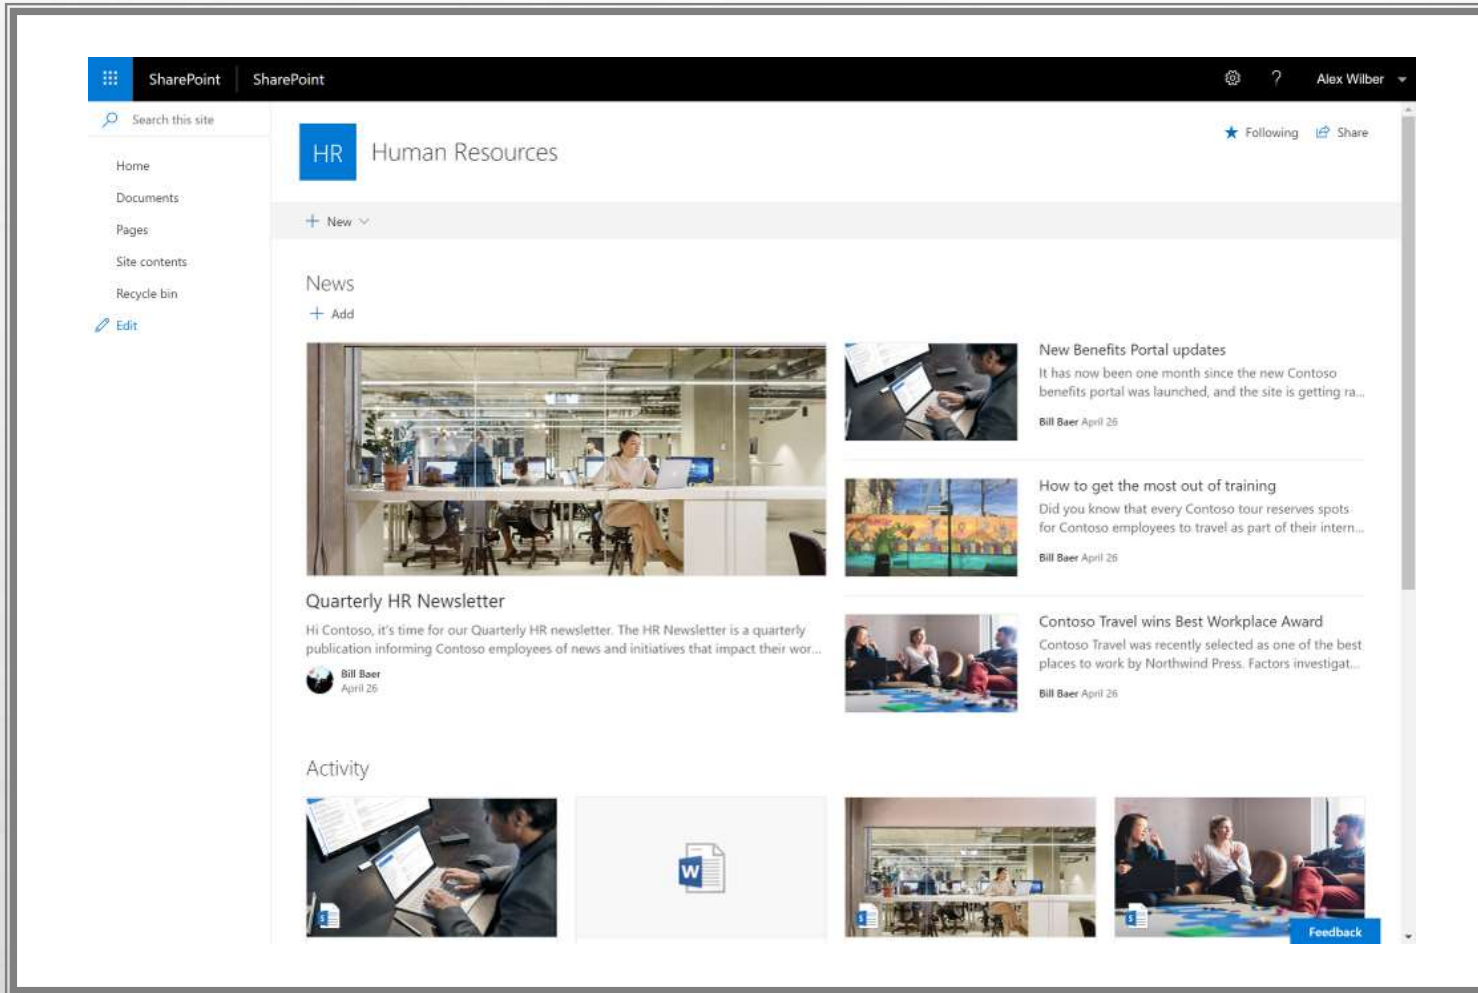 SharePoint SharePoint
? Alex Wilber
Search this site
Home
Documents
Pages
Site contents
Recycle bin
Edit
HR Human Resources
Following Share
+ New
News
+ Add
Quarterly HR Newsletter
Hi Contoso, it's time for our Quarterly HR newsletter. The HR Newsletter is a quarterly
publication informing Contoso employees of news and initiatives that impact their wor...
Bill Baer
April 26
New Benefits Portal updates
It has now been one month since the new Contoso
benefits portal was launched, and the site is getting ra...
Bill Baer April 26
How to get the most out of training
Did you know that every Contoso tour reserves spots
for Contoso employees to travel as part of their intern...
Bill Baer April 26
Contoso Travel wins Best Workplace Award
Contoso Travel was recently selected as one of the best
places to work by Northwind Press. Factors investigat...
Bill Baer April 26
Activity
S
W
S
S
Feedback